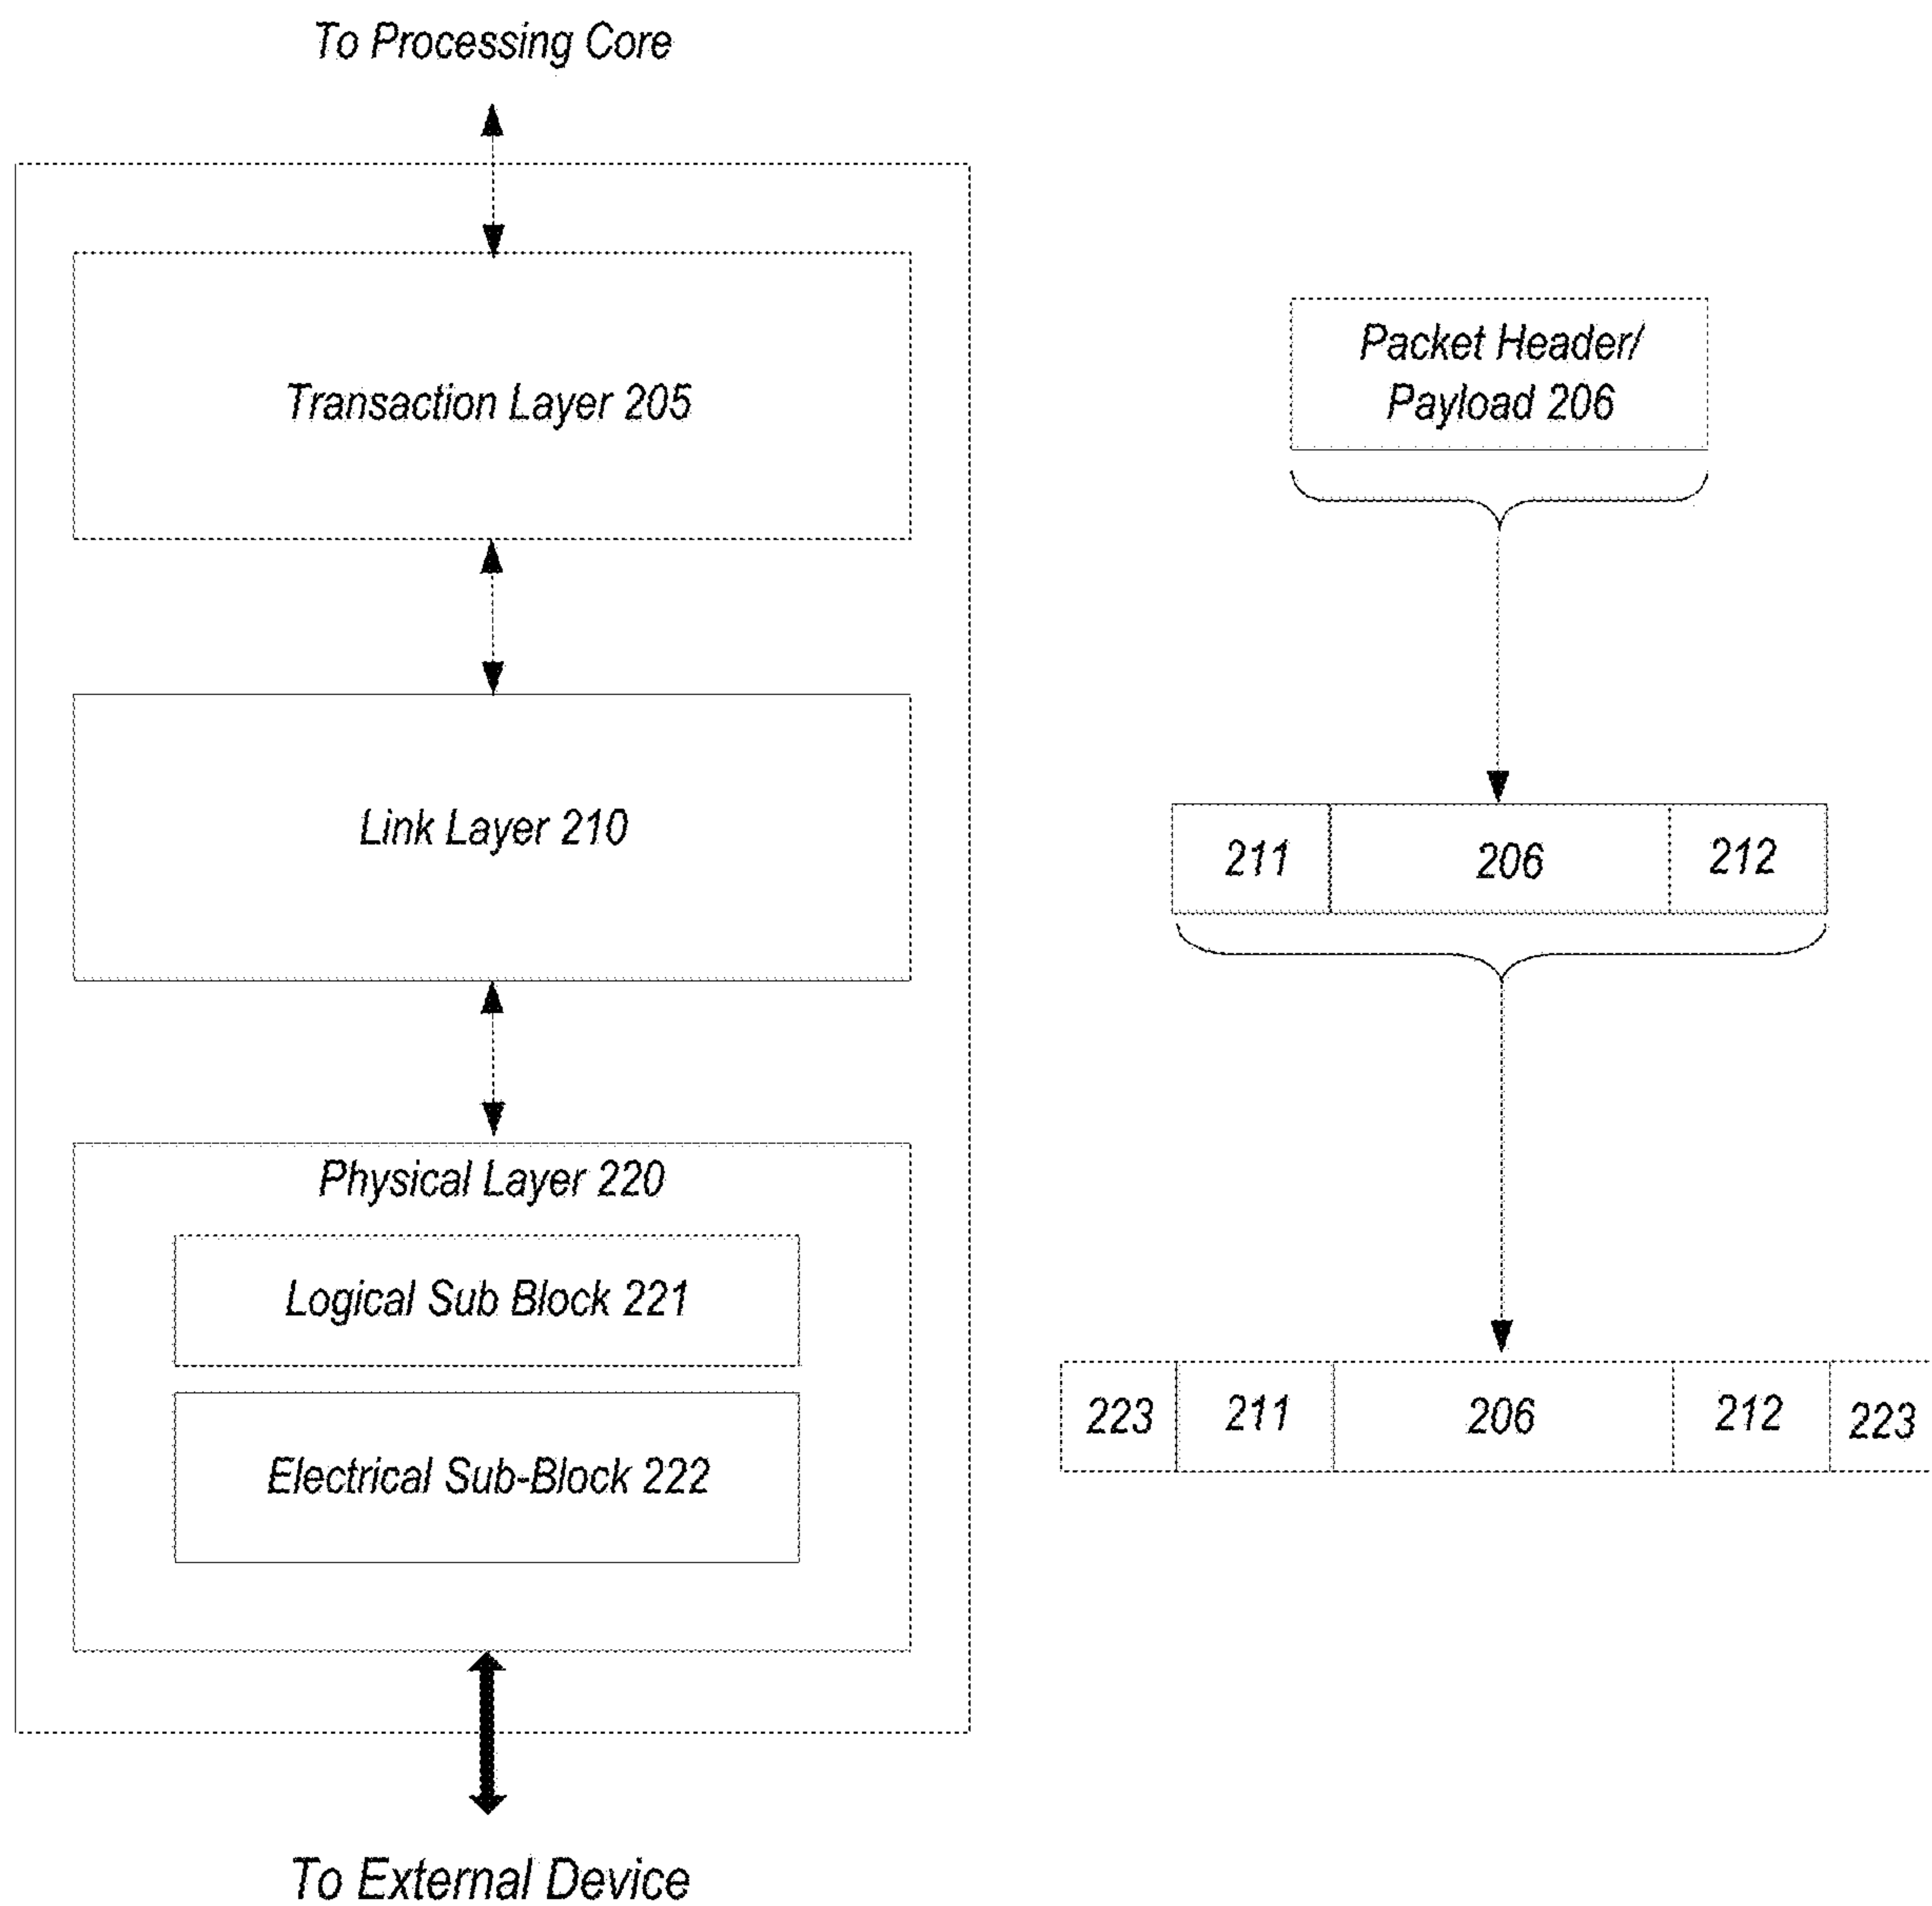 To Processing Core
Transaction Layer 205
Link Layer 210
Physical Layer 220
Logical Sub Block 221
Electrical Sub-Block 222
To External Device
Packet Header/
Payload 206
211 206 212
223 211 206 212 223